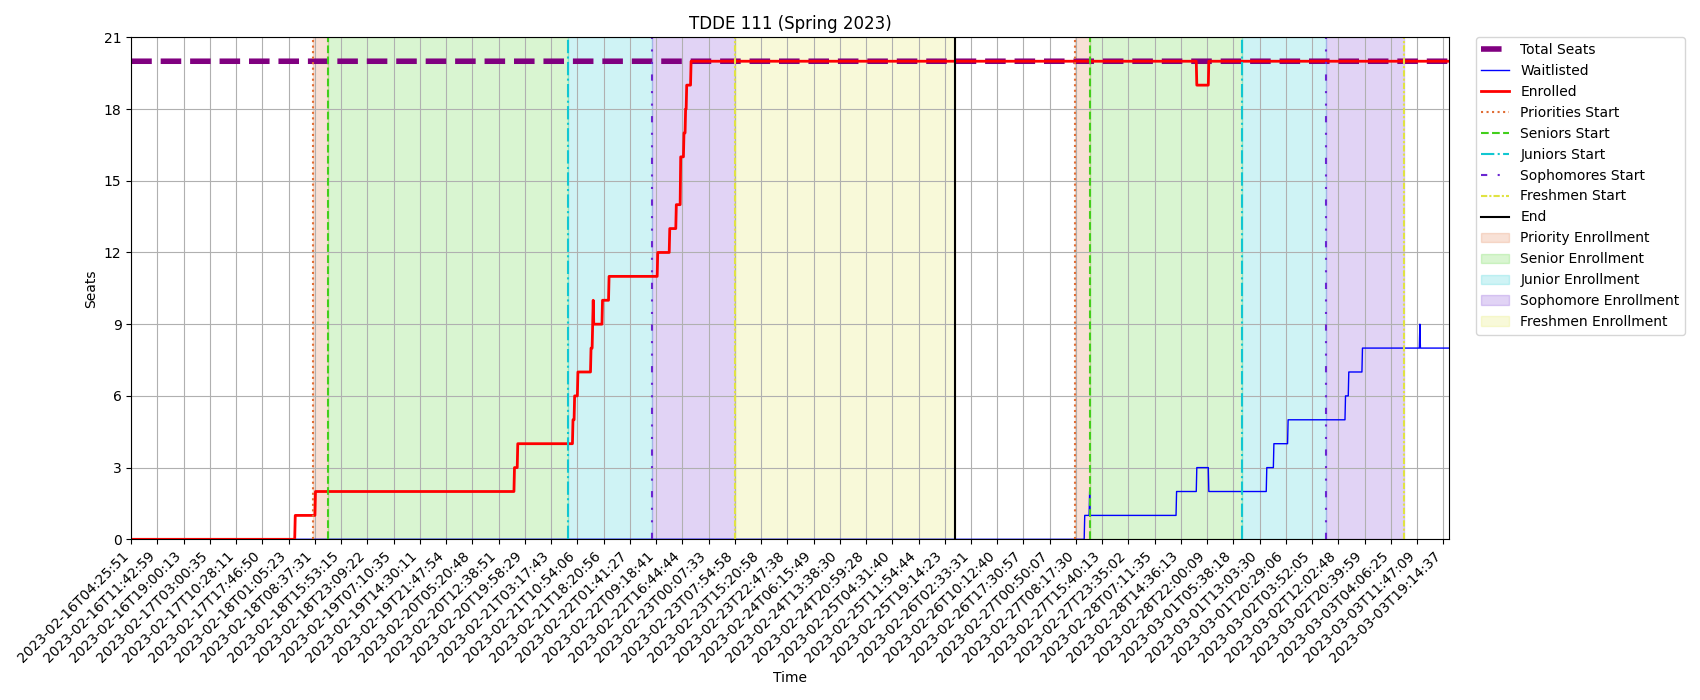 TDDE 111 (Spring 2023)
21
18
15
12
9
6
3
0
Seats
2023-02-16T04:25:51
2023-02-16T11:42:59
2023-02-16T19:00:13
2023-02-17T03:00:35
2023-02-17T10:28:11
2023-02-17T17:46:50
2023-02-18T01:05:23
2023-02-18T08:37:31
2023-02-18T15:53:15
2023-02-18T23:09:22
2023-02-19T07:10:35
2023-02-19T14:30:11
2023-02-19T21:47:54
2023-02-20T05:20:48
2023-02-20T12:38:51
2023-02-20T19:58:29
2023-02-21T03:17:43
2023-02-21T10:54:06
2023-02-21T18:20:56
2023-02-22T01:41:27
2023-02-22T09:18:41
2023-02-22T16:44:44
2023-02-23T00:07:33
2023-02-23T07:54:58
2023-02-23T15:20:58
2023-02-23T22:47:38
2023-02-24T06:15:49
2023-02-24T13:38:30
2023-02-24T20:59:28
2023-02-25T04:31:40
2023-02-25T11:54:44
2023-02-25T19:14:23
2023-02-26T02:33:31
2023-02-26T10:12:40
2023-02-26T17:30:57
2023-02-27T00:50:07
2023-02-27T08:17:30
2023-02-27T15:40:13
2023-02-27T23:35:02
2023-02-28T07:11:35
2023-02-28T14:36:13
2023-02-28T22:00:09
2023-03-01T05:38:18
2023-03-01T13:03:30
2023-03-01T20:29:06
2023-03-02T03:52:05
2023-03-02T12:02:48
2023-03-02T20:39:59
2023-03-03T04:06:25
2023-03-03T11:47:09
2023-03-03T19:14:37
Time
Total Seats
Waitlisted
Enrolled
Priorities Start
Seniors Start
Juniors Start
Sophomores Start
Freshmen Start
End
Priority Enrollment
Senior Enrollment
Junior Enrollment
Sophomore Enrollment
Freshmen Enrollment